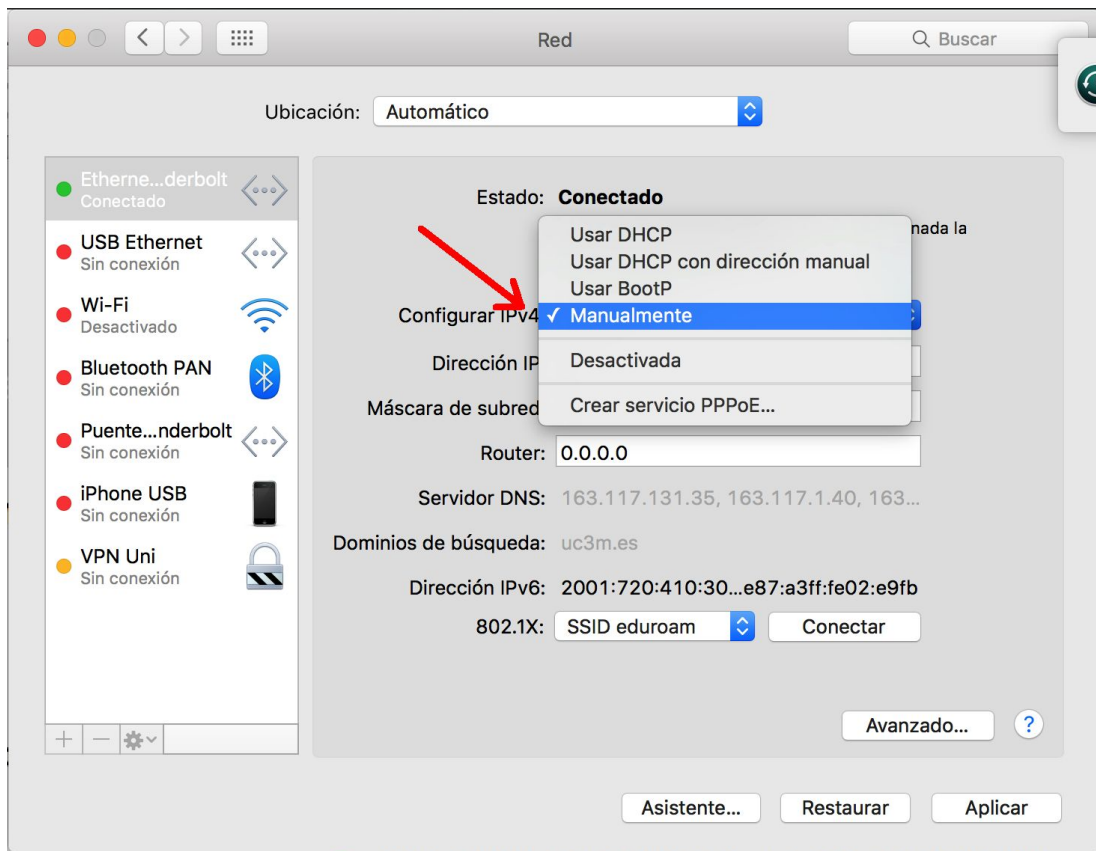 Red
Buscar
Ubicación: Automático
Etherne...derbolt
Conectado
USB Ethernet
Sin conexión
Wi-Fi
Desactivado
Bluetooth PAN
Sin conexión
Puente...nderbolt
Sin conexión
iPhone USB
Sin conexión
VPN Uni
Sin conexión
Estado: Conectado
nada la
Configurar IPv4
Usar DHCP
Usar DHCP con dirección manual
Usar BootP
✓ Manualmente
Desactivada
Crear servicio PPPoE...
Dirección IP
Máscara de subred
Router: 0.0.0.0
Servidor DNS: 163.117.131.35, 163.117.1.40, 163...
Dominios de búsqueda: uc3m.es
Dirección IPv6: 2001:720:410:30...e87:a3ff:fe02:e9fb
802.1X: SSID eduroam Conectar
Avanzado... ?
Asistente... Restaurar Aplicar